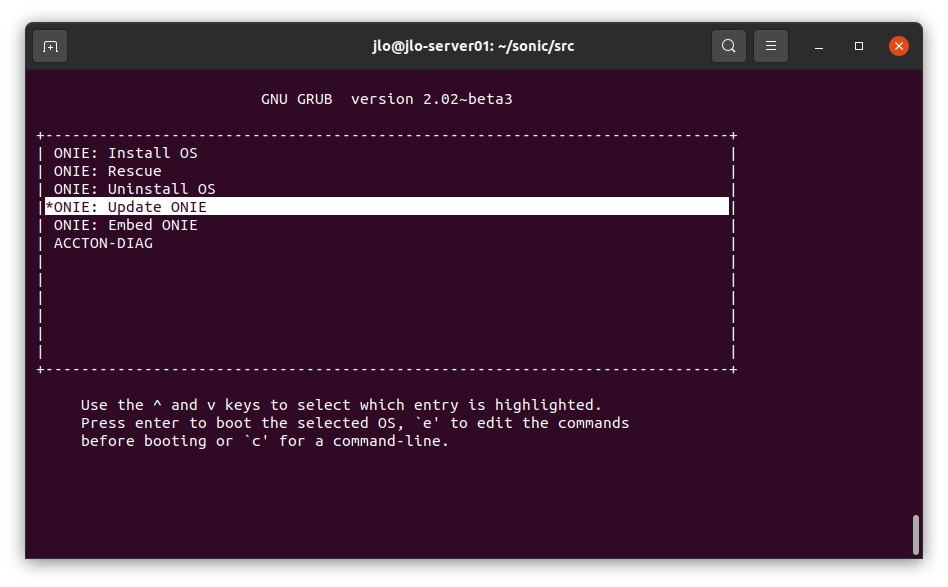 jlo@jlo-server01: ~/sonic/src
GNU GRUB  version 2.02~beta3
+----------------------------------------------------------------------------+
| ONIE: Install OS                                                           |
| ONIE: Rescue                                                               |
| ONIE: Uninstall OS                                                         |
|*ONIE: Update ONIE                                                          |
| ONIE: Embed ONIE                                                           |
| ACCTON-DIAG                                                                |
|                                                                            |
|                                                                            |
|                                                                            |
|                                                                            |
|                                                                            |
|                                                                            |
+----------------------------------------------------------------------------+
Use the ^ and v keys to select which entry is highlighted.
Press enter to boot the selected OS, `e' to edit the commands
before booting or `c' for a command-line.